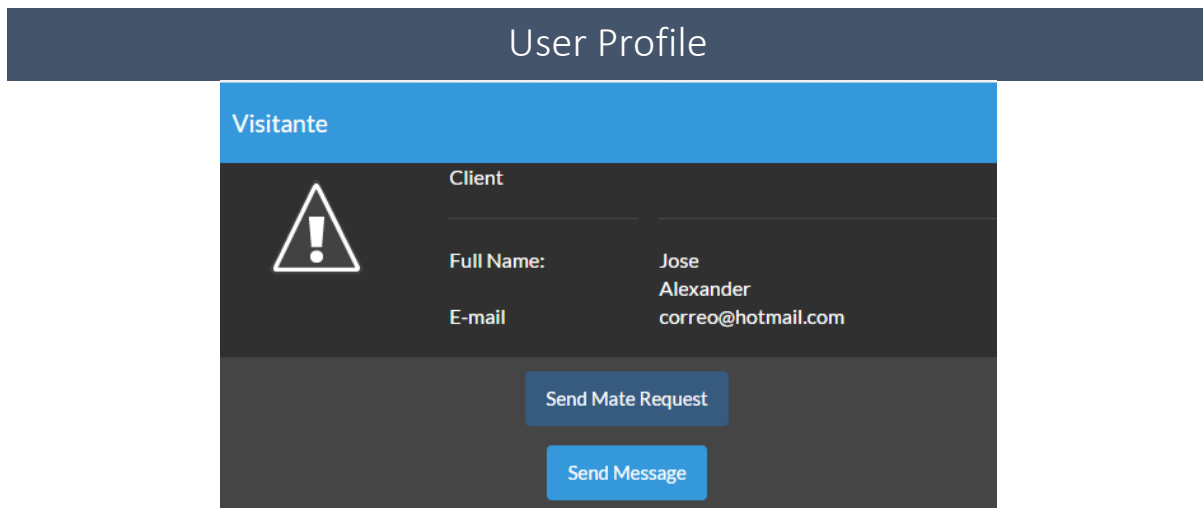 User Profile
Visitante
Client
Full Name: Jose
Alexander
E-mail correo@hotmail.com
Send Mate Request
Send Message